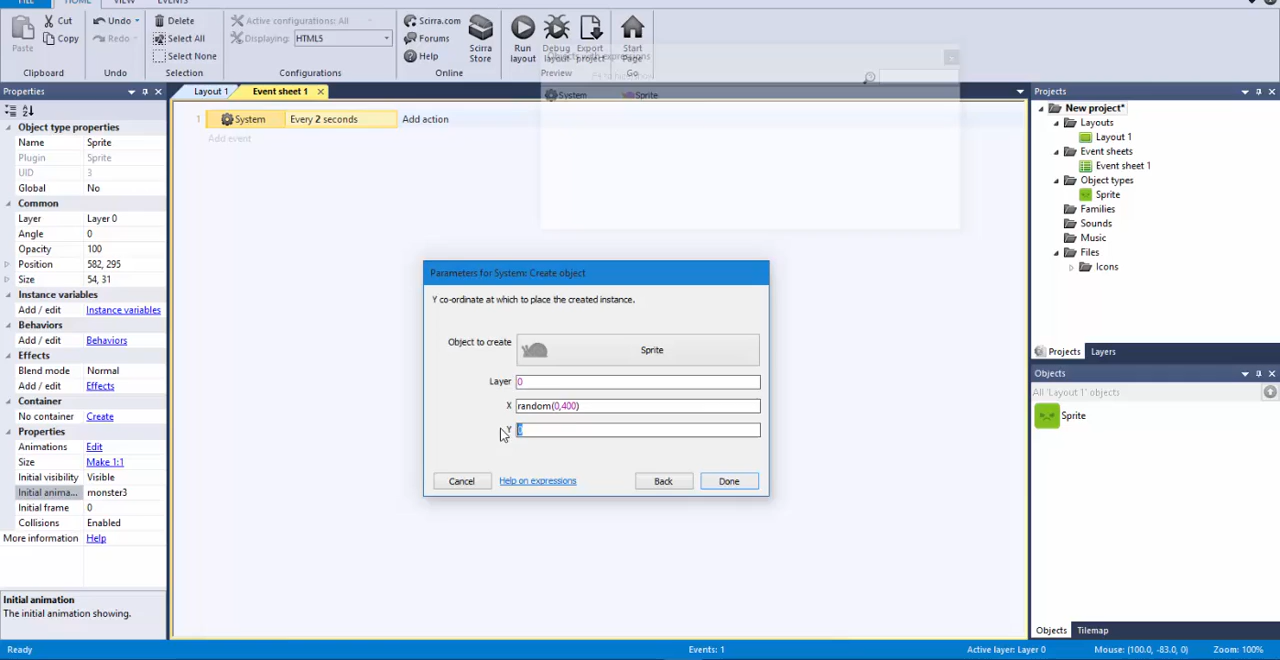 FILE HOME VIEW EVENTS
Paste Cut Copy Clipboard
Undo Redo Undo
Delete Select All Select None Selection
Active configurations: All
Displaying: HTML5
Configurations
Scirra.com Forums Help Scirra Store Online
Run layout Debug layout Export project Preview
Start Page Go
Objects with expressions
System Sprite
Properties
Layout 1 Event sheet 1
Object type properties
Name Sprite
Plugin Sprite
UID 3
Global No
Common
Layer Layer 0
Angle 0
Opacity 100
Position 582, 295
Size 54, 31
Instance variables
Add / edit Instance variables
Behaviors
Add / edit Behaviors
Effects
Blend mode Normal
Add / edit Effects
Container
No container Create
Properties
Animations Edit
Size Make 1:1
Initial visibility Visible
Initial anima... monster3
Initial frame 0
Collisions Enabled
More information Help
Initial animation
The initial animation showing.
1 System Every 2 seconds Add action
Add event
Parameters for System: Create object
Y co-ordinate at which to place the created instance.
Object to create Sprite
Layer 0
X random(0,400)
Y 0
Cancel Help on expressions Back Done
Projects
New project*
Layouts
Layout 1
Event sheets
Event sheet 1
Object types
Sprite
Families
Sounds
Music
Files
Icons
Projects Layers
Objects
All 'Layout 1' objects
Sprite
Objects Tilemap
Ready Events: 1 Active layer: Layer 0 Mouse: (100.0, -83.0, 0) Zoom: 100%